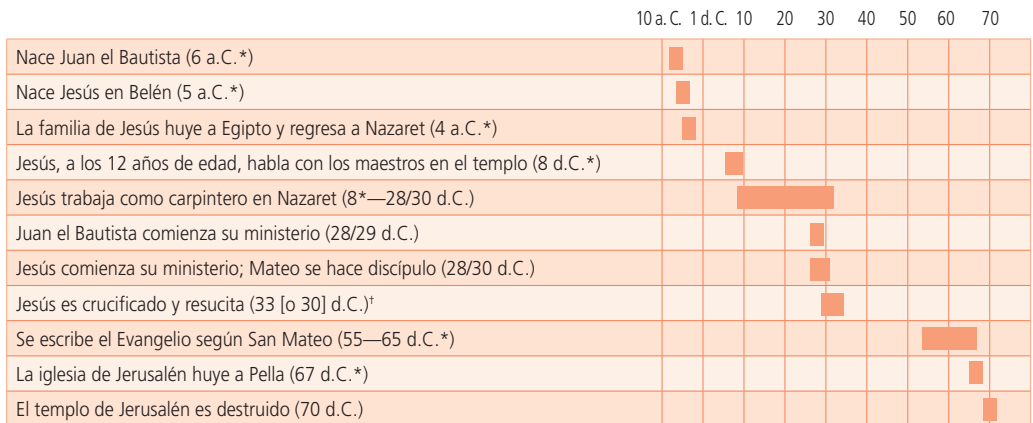 10 a. C. 1 d. C. 10 20 30 40 50 60 70
Nace Juan el Bautista (6 a.C.*)
Nace Jesús en Belén (5 a.C.*)
La familia de Jesús huye a Egipto y regresa a Nazaret (4 a.C.*)
Jesús, a los 12 años de edad, habla con los maestros en el templo (8 d.C.*)
Jesús trabaja como carpintero en Nazaret (8*—28/30 d.C.)
Juan el Bautista comienza su ministerio (28/29 d.C.)
Jesús comienza su ministerio; Mateo se hace discípulo (28/30 d.C.)
Jesús es crucificado y resucita (33 [o 30] d.C.)†
Se escribe el Evangelio según San Mateo (55—65 d.C.*)
La iglesia de Jerusalén huye a Pella (67 d.C.*)
El templo de Jerusalén es destruido (70 d.C.)